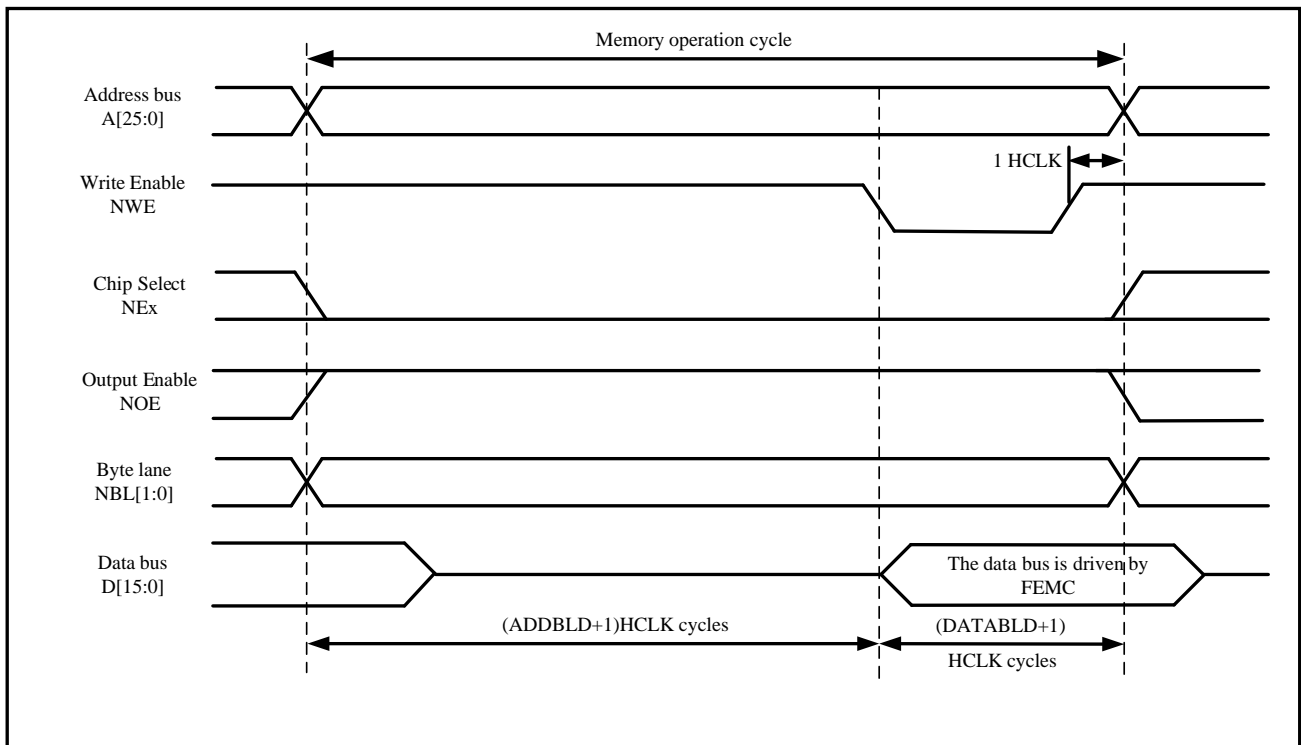 Memory operation cycle
Address bus
A[25:0]
1 HCLK
Write Enable
NWE
Chip Select
NEx
Output Enable
NOE
Byte lane
NBL[1:0]
Data bus
D[15:0]
The data bus is driven by
FEMC
(ADDBLD+1)HCLK cycles
(DATABLD+1)
HCLK cycles